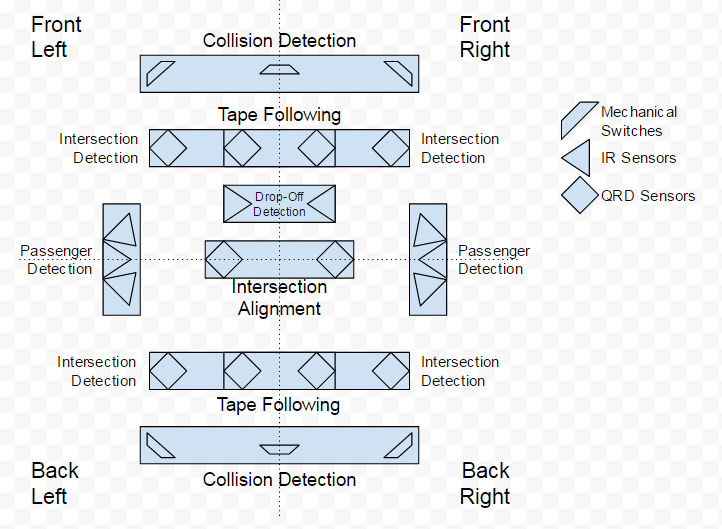 Front
Left
Collision Detection
Front
Right
Tape Following
Intersection
Detection
Intersection
Detection
Mechanical
Switches
IR Sensors
QRD Sensors
Drop-Off
Detection
Passenger
Detection
Passenger
Detection
Intersection
Alignment
Intersection
Detection
Intersection
Detection
Tape Following
Back
Left
Collision Detection
Back
Right